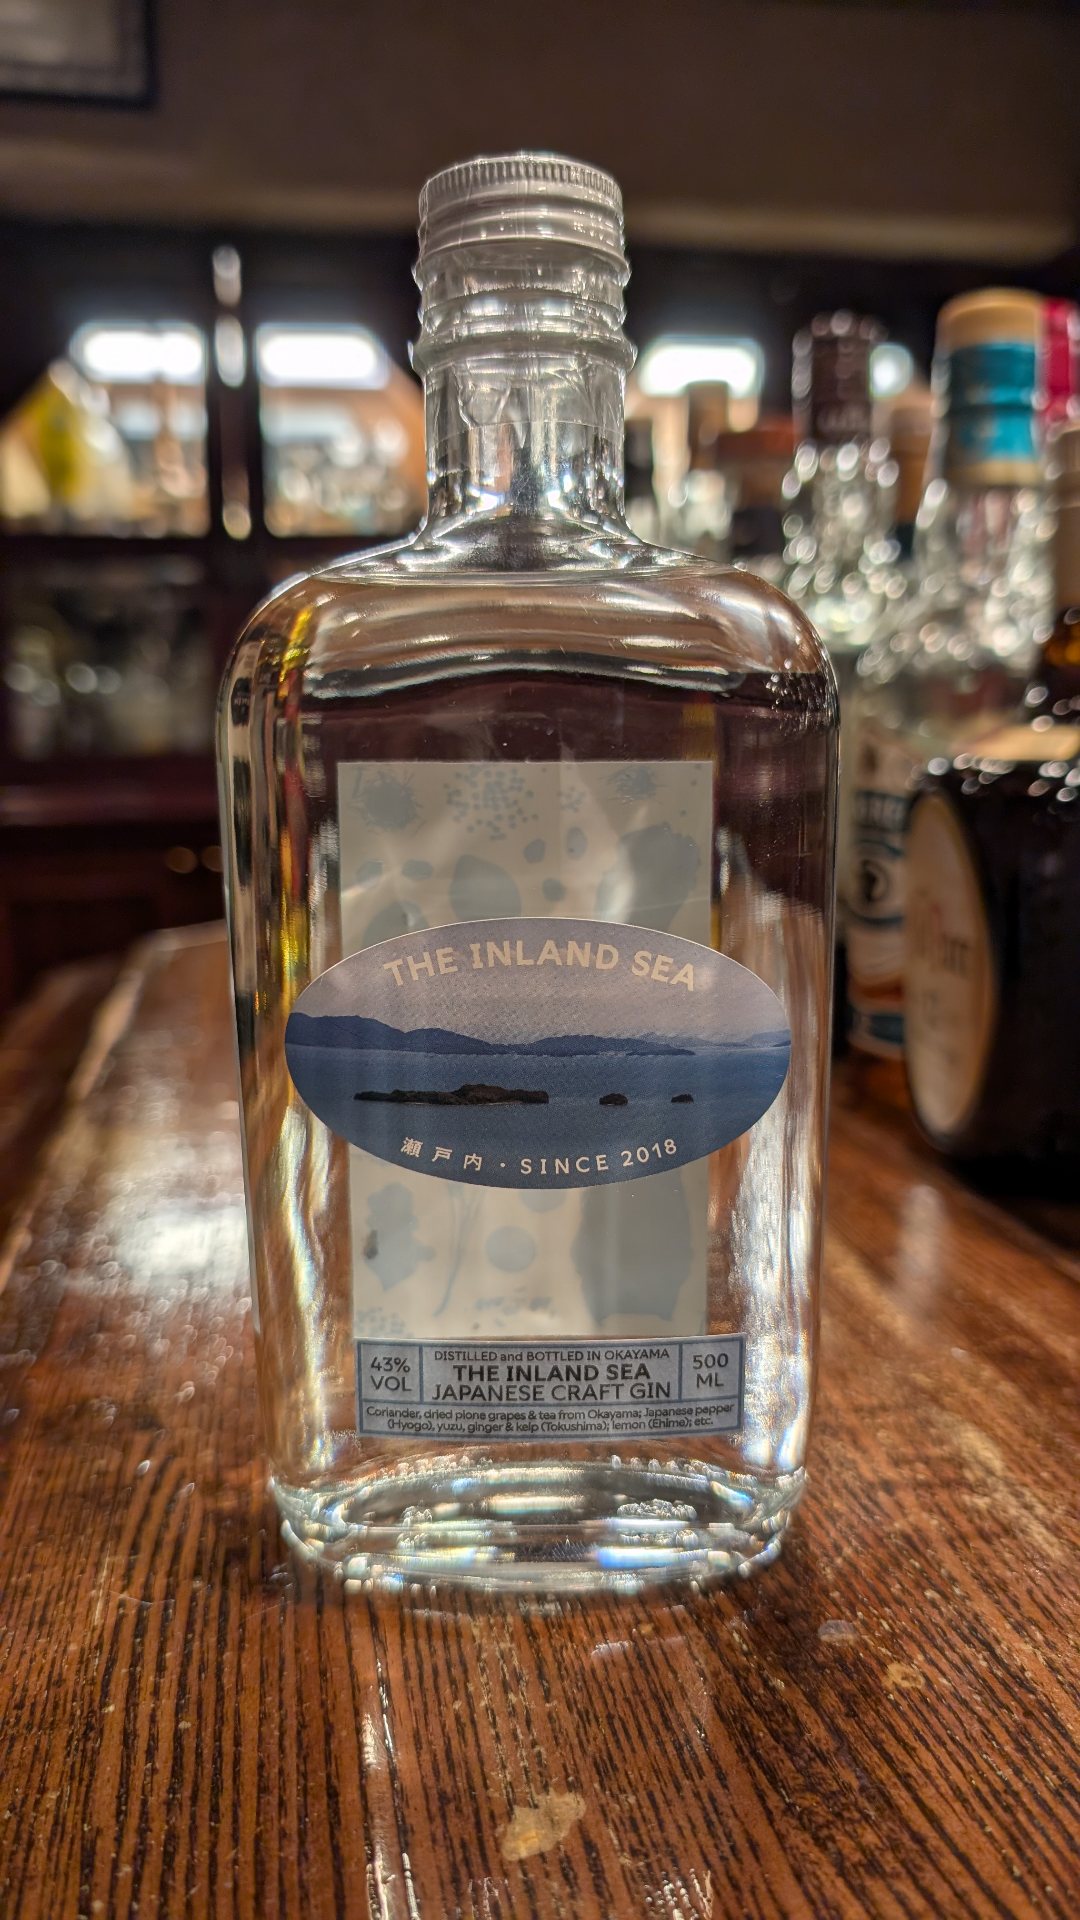 THE INLAND SEA
瀬戸内・SINCE 2018
43%
VOL
DISTILLED and BOTTLED IN OKAYAMA
THE INLAND SEA
JAPANESE CRAFT GIN
500
ML
Coriander, dried pione grapes & tea from Okayama; Japanese pepper
(Hyogo), yuzu, ginger & kelp (Tokushima); lemon (Ehime); etc.